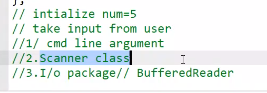 };
// intialize num=5
// take input from user
//1/ cmd line argument
//2.Scanner class
//3.I/o package// BufferedReader